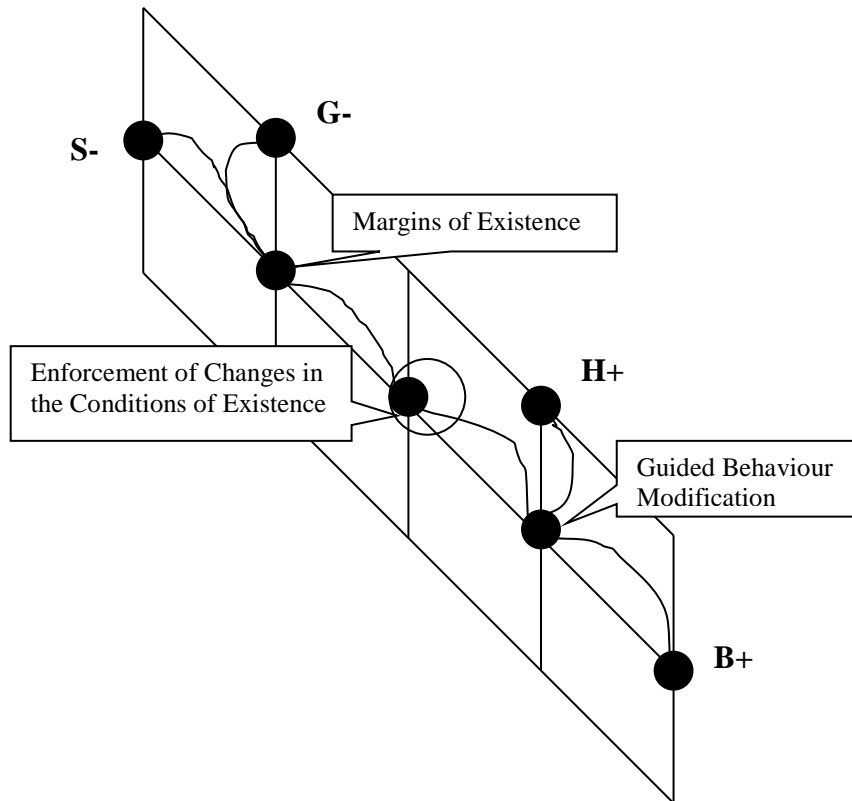 G-
S-
Margins of Existence
Enforcement of Changes in
the Conditions of Existence
H+
Guided Behaviour
Modification
B+